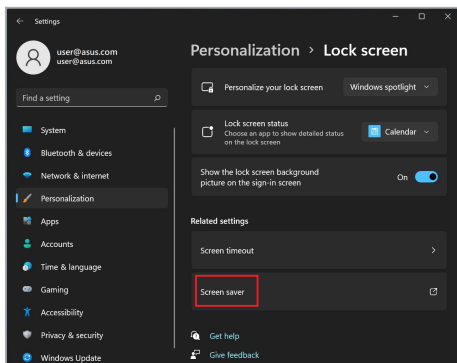 Settings
user@asus.com
user@asus.com
Find a setting
System
Bluetooth & devices
Network & internet
Personalization
Apps
Accounts
Time & language
Gaming
Accessibility
Privacy & security
Windows Update
Personalization > Lock screen
Personalize your lock screen
Windows spotlight
Lock screen status
Choose an app to show detailed status
on the lock screen
Calendar
Show the lock screen background
picture on the sign-in screen
On
Related settings
Screen timeout
Screen saver
Get help
Give feedback